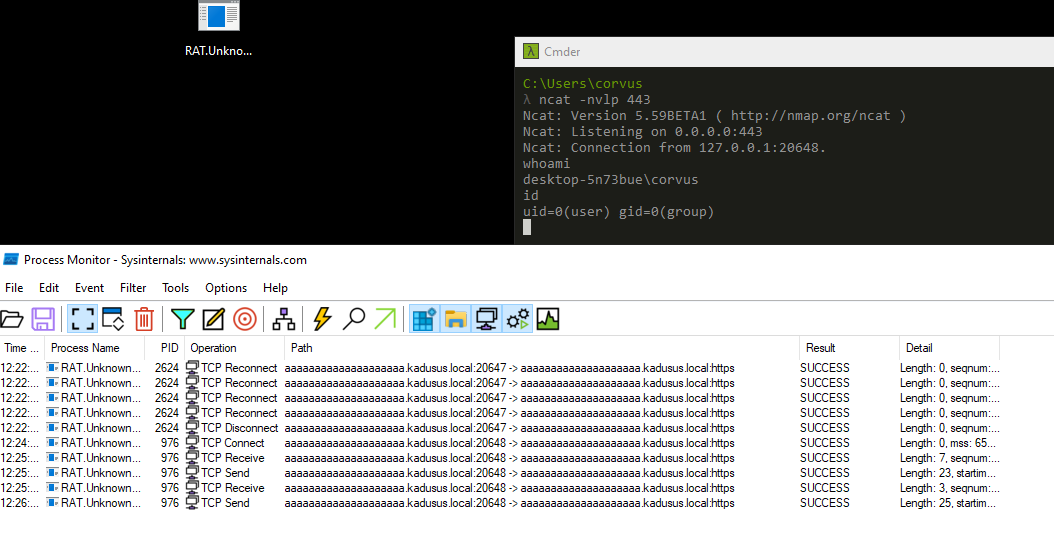 RAT.Unkno...
Cmder
C:\Users\corvus
λ ncat -nvlp 443
Ncat: Version 5.59BETA1 ( http://nmap.org/ncat )
Ncat: Listening on 0.0.0.0:443
Ncat: Connection from 127.0.0.1:20648.
whoami
desktop-5n73bue\corvus
id
uid=0(user) gid=0(group)
Process Monitor - Sysinternals: www.sysinternals.com
File Edit Event Filter Tools Options Help
Time ... Process Name PID Operation Path Result Detail
12:22:... RAT.Unknown... 2624 TCP Reconnect aaaaaaaaaaaaaaaaaaaa.kadusus.local:20647 -> aaaaaaaaaaaaaaaaaaaa.kadusus.local:https SUCCESS Length: 0, seqnum:...
12:22:... RAT.Unknown... 2624 TCP Reconnect aaaaaaaaaaaaaaaaaaaa.kadusus.local:20647 -> aaaaaaaaaaaaaaaaaaaa.kadusus.local:https SUCCESS Length: 0, seqnum:...
12:22:... RAT.Unknown... 2624 TCP Reconnect aaaaaaaaaaaaaaaaaaaa.kadusus.local:20647 -> aaaaaaaaaaaaaaaaaaaa.kadusus.local:https SUCCESS Length: 0, seqnum:...
12:22:... RAT.Unknown... 2624 TCP Reconnect aaaaaaaaaaaaaaaaaaaa.kadusus.local:20647 -> aaaaaaaaaaaaaaaaaaaa.kadusus.local:https SUCCESS Length: 0, seqnum:...
12:22:... RAT.Unknown... 2624 TCP Disconnect aaaaaaaaaaaaaaaaaaaa.kadusus.local:20647 -> aaaaaaaaaaaaaaaaaaaa.kadusus.local:https SUCCESS Length: 0, seqnum:...
12:24:... RAT.Unknown... 976 TCP Connect aaaaaaaaaaaaaaaaaaaa.kadusus.local:20648 -> aaaaaaaaaaaaaaaaaaaa.kadusus.local:https SUCCESS Length: 0, mss: 65...
12:25:... RAT.Unknown... 976 TCP Receive aaaaaaaaaaaaaaaaaaaa.kadusus.local:20648 -> aaaaaaaaaaaaaaaaaaaa.kadusus.local:https SUCCESS Length: 7, seqnum:...
12:25:... RAT.Unknown... 976 TCP Send aaaaaaaaaaaaaaaaaaaa.kadusus.local:20648 -> aaaaaaaaaaaaaaaaaaaa.kadusus.local:https SUCCESS Length: 23, startim...
12:25:... RAT.Unknown... 976 TCP Receive aaaaaaaaaaaaaaaaaaaa.kadusus.local:20648 -> aaaaaaaaaaaaaaaaaaaa.kadusus.local:https SUCCESS Length: 3, seqnum:...
12:26:... RAT.Unknown... 976 TCP Send aaaaaaaaaaaaaaaaaaaa.kadusus.local:20648 -> aaaaaaaaaaaaaaaaaaaa.kadusus.local:https SUCCESS Length: 25, startim...